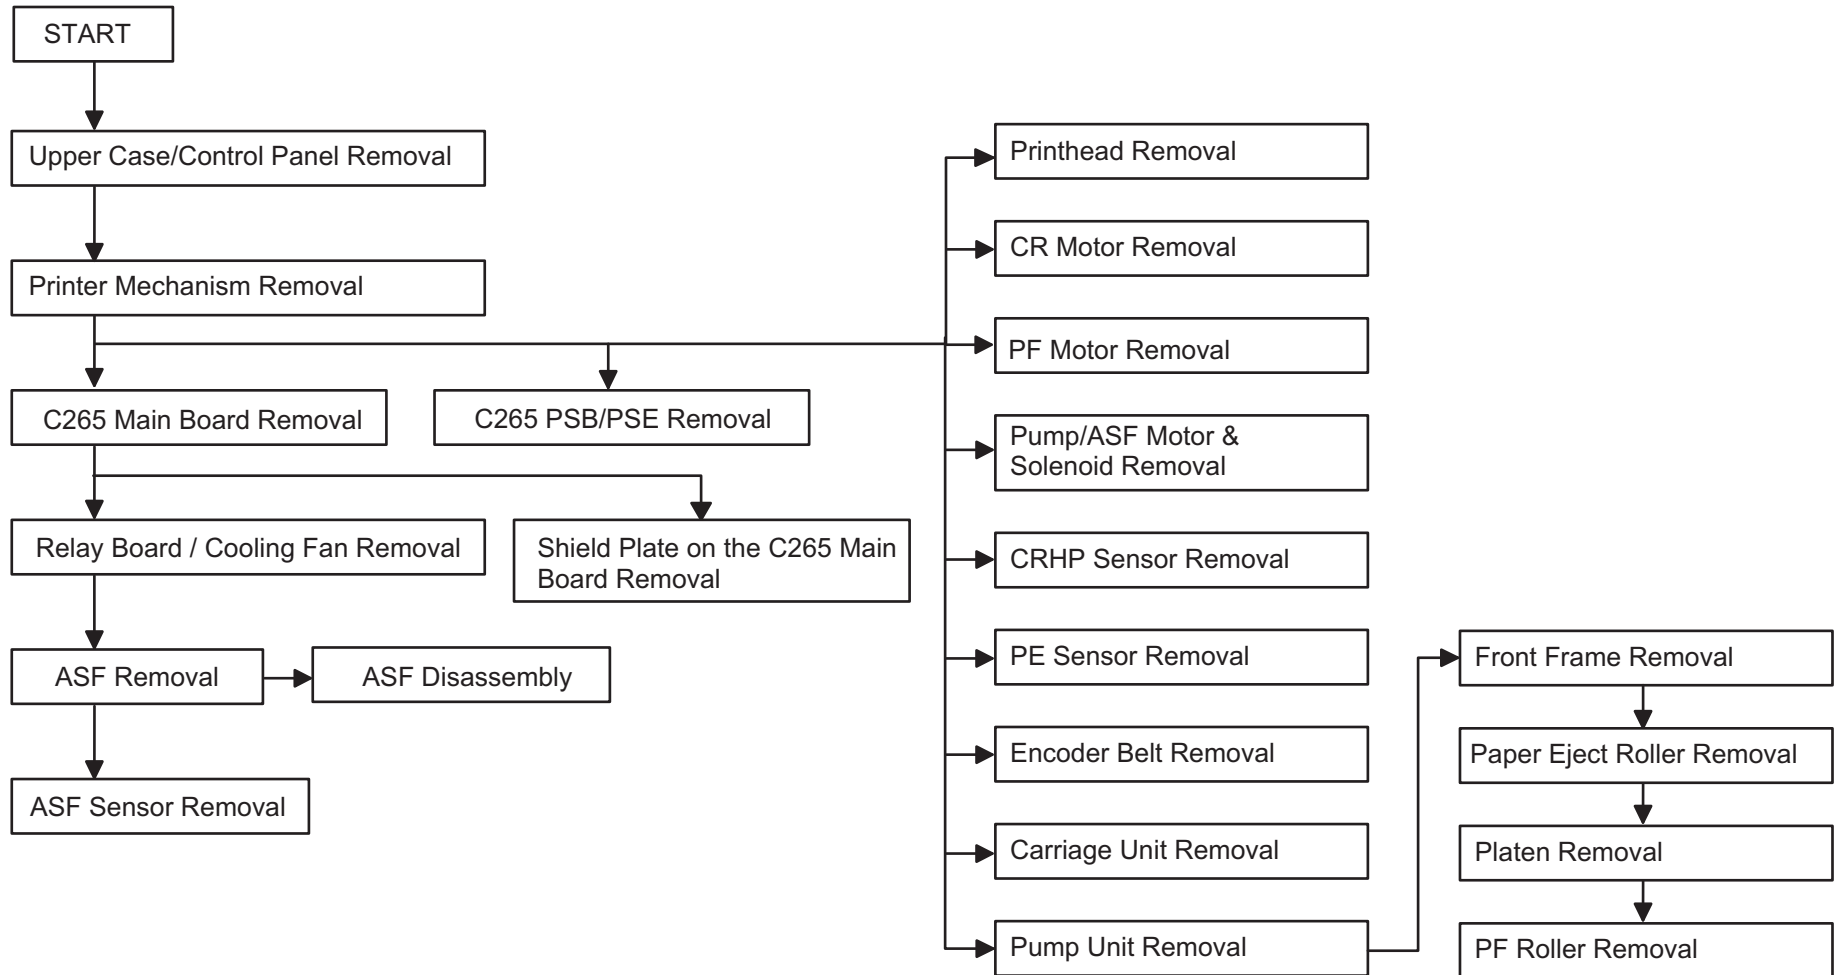 START
Upper Case/Control Panel Removal
Printer Mechanism Removal
C265 Main Board Removal
C265 PSB/PSE Removal
Relay Board / Cooling Fan Removal
Shield Plate on the C265 Main
Board Removal
ASF Removal
ASF Disassembly
ASF Sensor Removal
Printhead Removal
CR Motor Removal
PF Motor Removal
Pump/ASF Motor &
Solenoid Removal
CRHP Sensor Removal
PE Sensor Removal
Encoder Belt Removal
Carriage Unit Removal
Pump Unit Removal
Front Frame Removal
Paper Eject Roller Removal
Platen Removal
PF Roller Removal